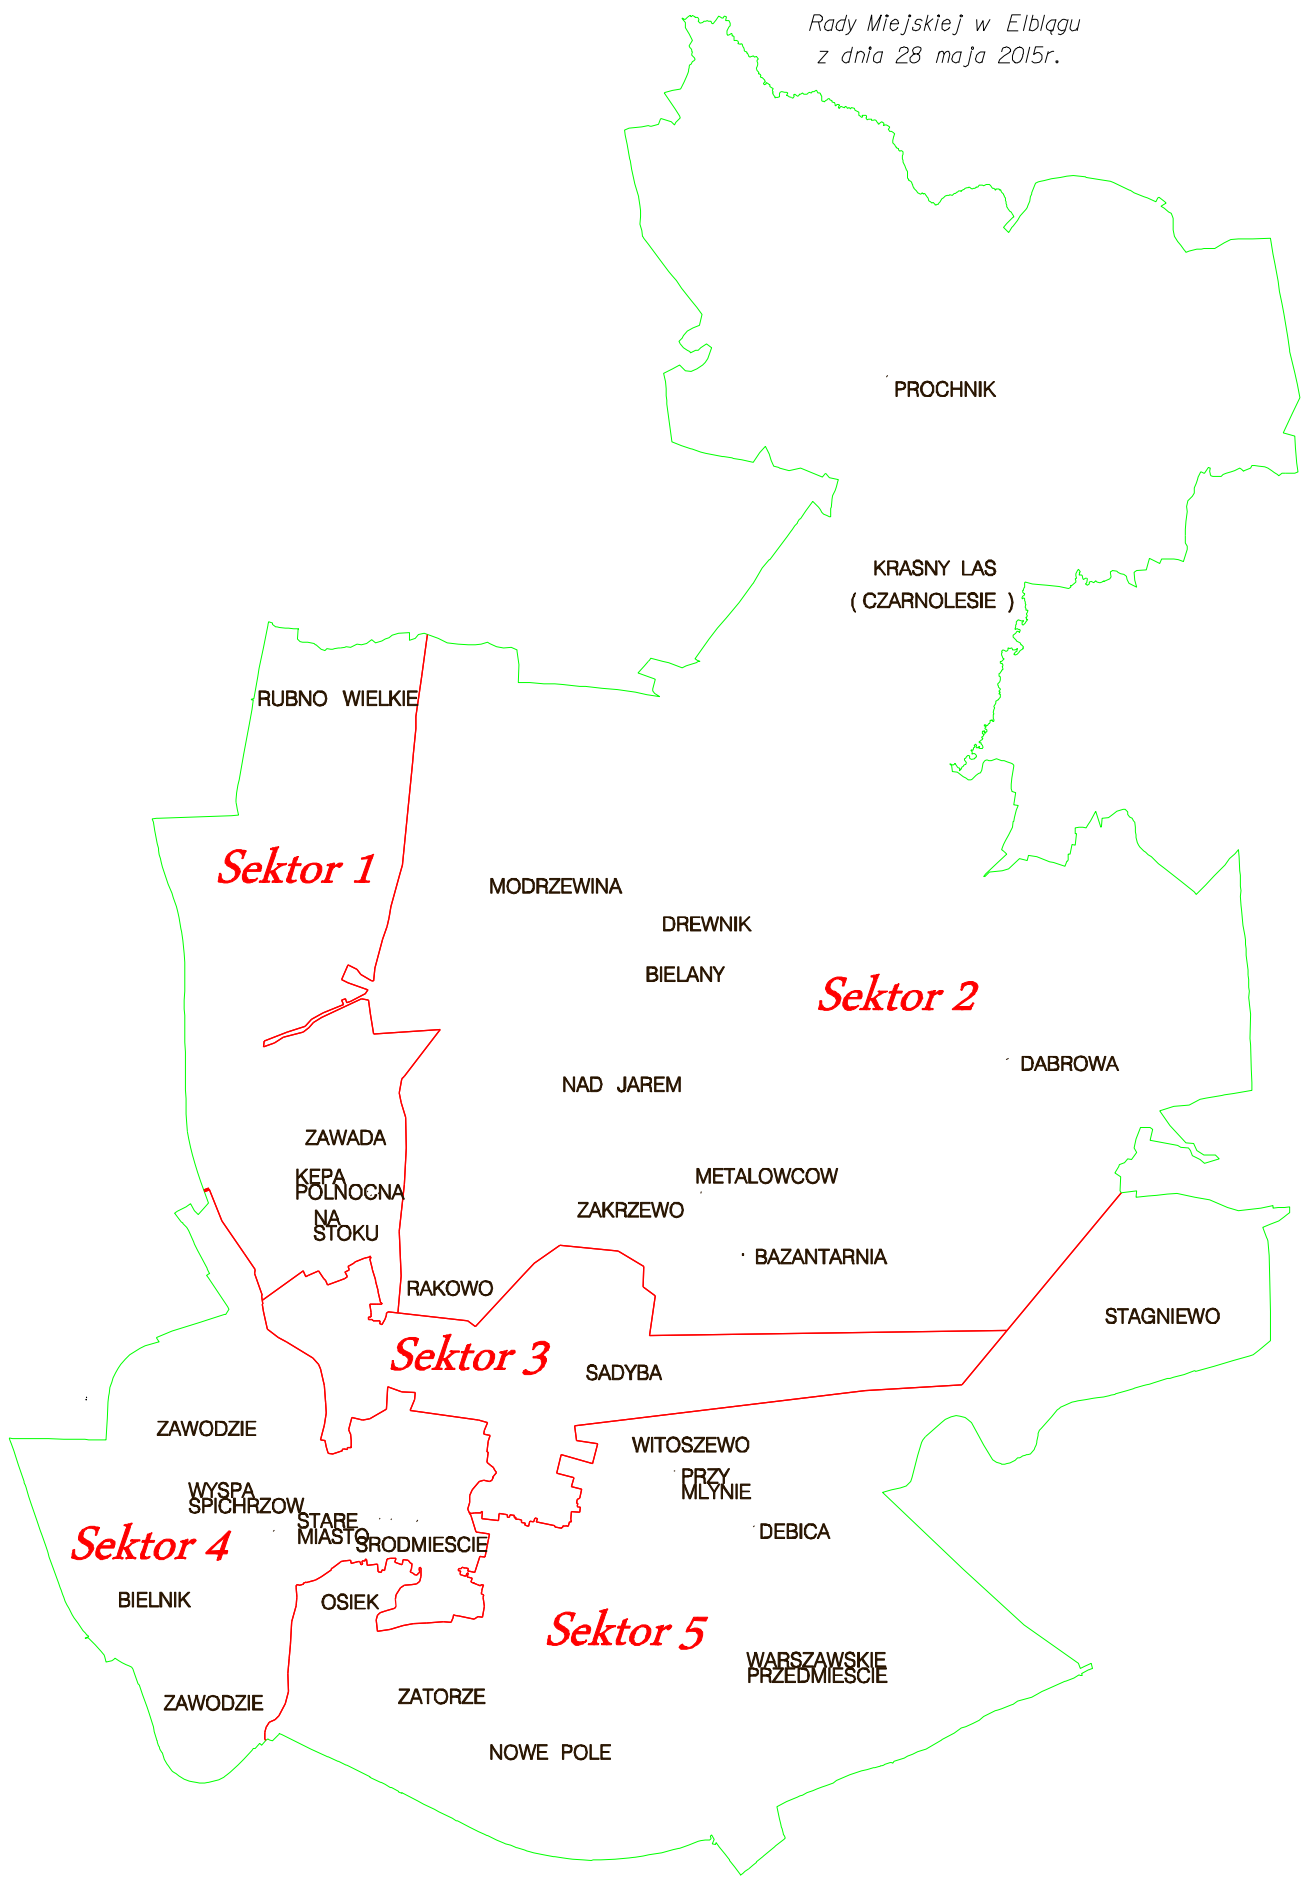 Rady Miejskiej w Elblągu
z dnia 28 maja 2015r.
PROCHNIK
KRASNY LAS
( CZARNOLESIE )
RUBNO WIELKIE
Sektor 1
MODRZEWINA
DREWNIK
BIELANY
Sektor 2
DABROWA
NAD JAREM
ZAWADA
KEPA
POLNOCNA
METALOWCOW
ZAKRZEWO
NA
STOKU
BAZANTARNIA
RAKOWO
STAGNIEWO
Sektor 3
SADYBA
ZAWODZIE
WITOSZEWO
PRZY
MLYNIE
WYSPA
SPICHRZOW
STARE
MIASTO
SRODMIESCIE
DEBICA
Sektor 4
BIELNIK
OSIEK
Sektor 5
WARSZAWSKIE
PRZEDMIESCIE
ZATORZE
ZAWODZIE
NOWE POLE